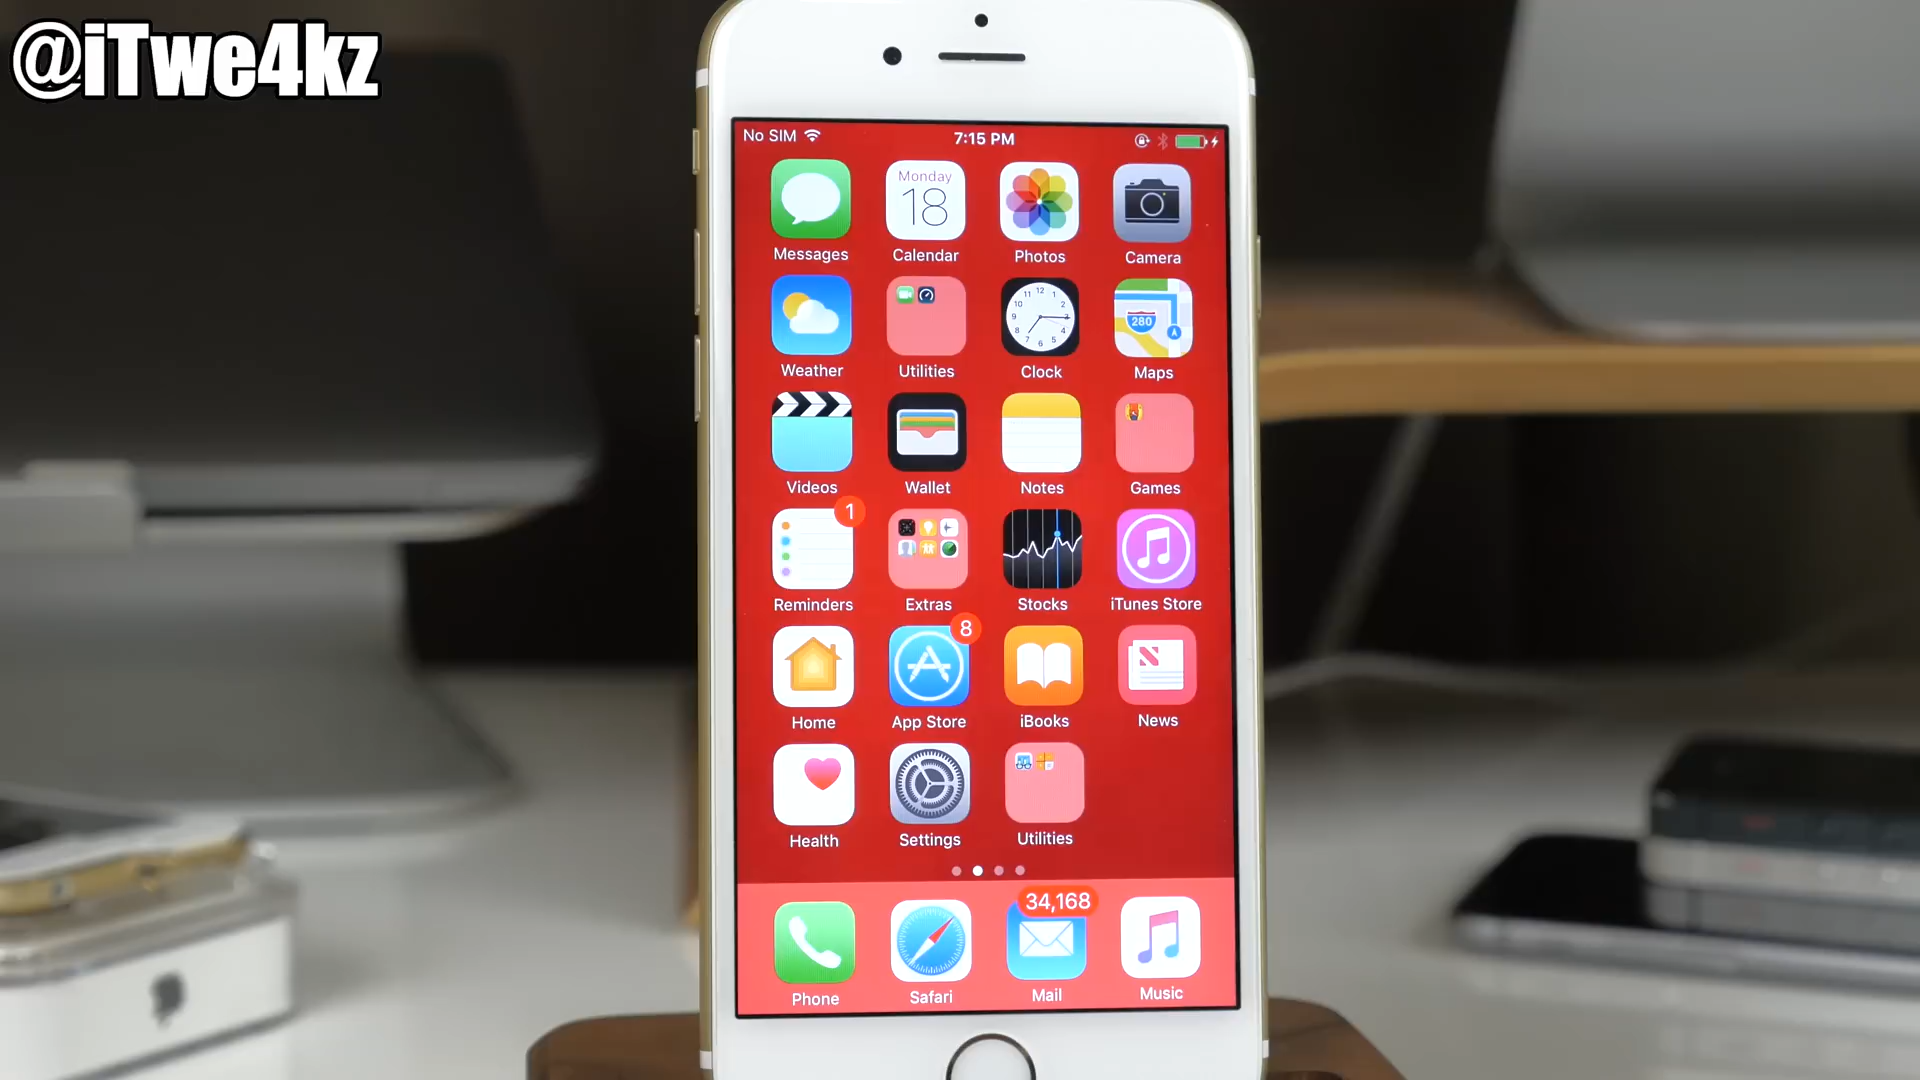 @iTwe4kz
No SIM 7:15 PM
Monday
18
Messages Calendar Photos Camera
280
Weather Utilities Clock Maps
Videos Wallet Notes Games
1
Reminders Extras Stocks iTunes Store
8
Home App Store iBooks News
Health Settings Utilities
34,168
Phone Safari Mail Music